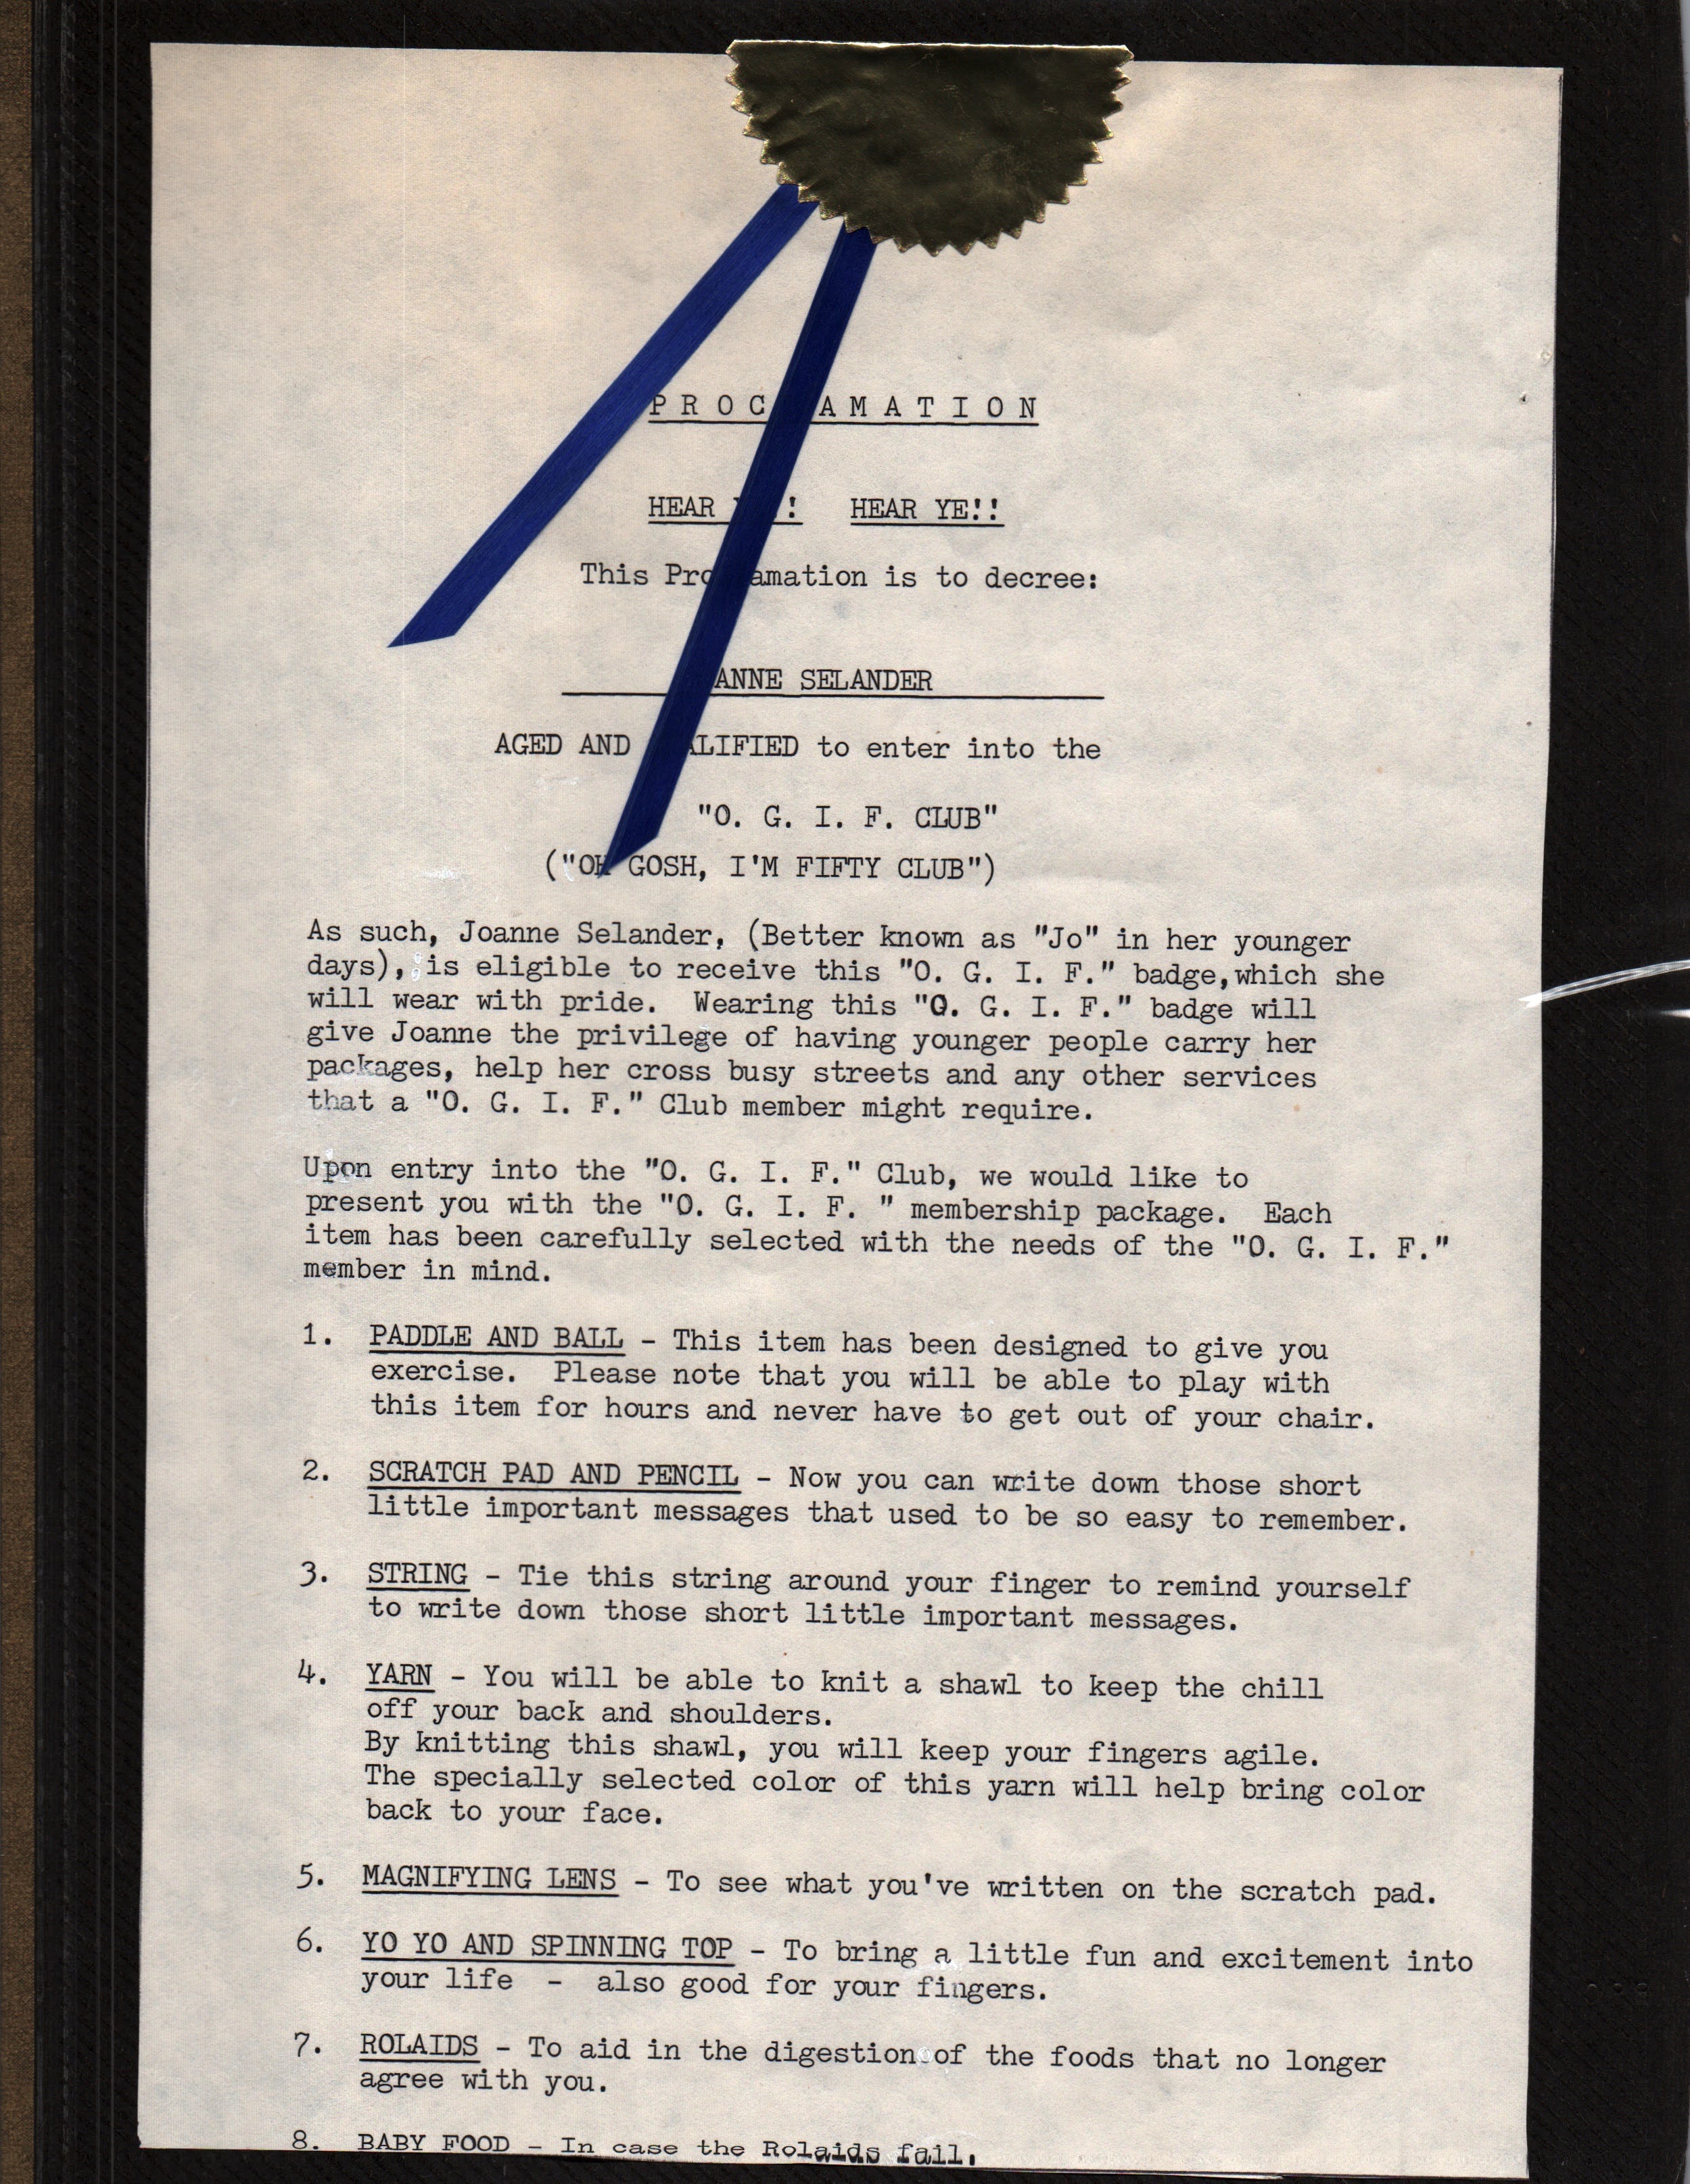 P R O C AMATION
HEAR ! HEAR YE!!
This Pro amation is to decree:
ANNE SELANDER
AGED AND ALIFIED to enter into the
"O. G. I. F. CLUB"
("OH GOSH, I'M FIFTY CLUB")
As such, Joanne Selander, (Better known as "Jo" in her younger
days), is eligible to receive this "O. G. I. F." badge,which she
will wear with pride. Wearing this "O. G. I. F." badge will
give Joanne the privilege of having younger people carry her
packages, help her cross busy streets and any other services
that a "O. G. I. F." Club member might require.
Upon entry into the "O. G. I. F." Club, we would like to
present you with the "O. G. I. F. " membership package. Each
item has been carefully selected with the needs of the "O. G. I. F."
member in mind.
1. PADDLE AND BALL - This item has been designed to give you
exercise. Please note that you will be able to play with
this item for hours and never have to get out of your chair.
2. SCRATCH PAD AND PENCIL - Now you can write down those short
little important messages that used to be so easy to remember.
3. STRING - Tie this string around your finger to remind yourself
to write down those short little important messages.
4. YARN - You will be able to knit a shawl to keep the chill
off your back and shoulders.
By knitting this shawl, you will keep your fingers agile.
The specially selected color of this yarn will help bring color
back to your face.
5. MAGNIFYING LENS - To see what you've written on the scratch pad.
6. YO YO AND SPINNING TOP - To bring a little fun and excitement into
your life - also good for your fingers.
7. ROLAIDS - To aid in the digestion of the foods that no longer
agree with you.
8. BABY FOOD - In case the Rolaids fail.